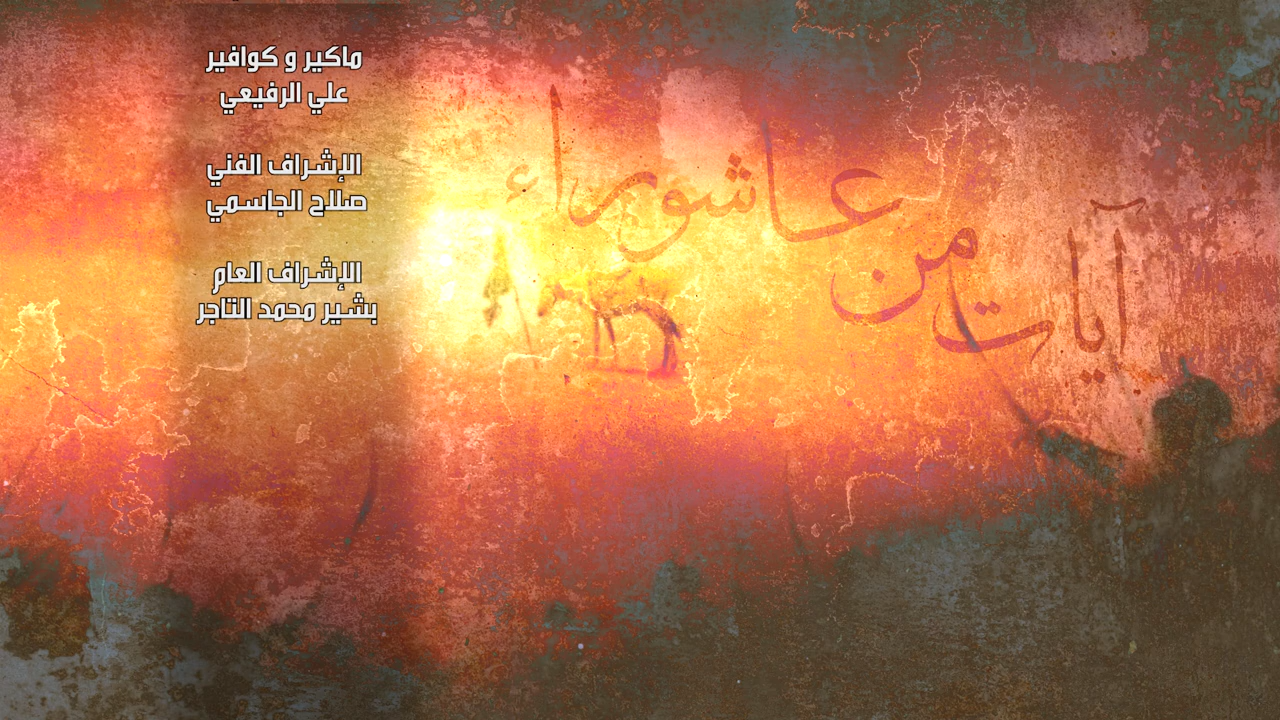 ماكير و كوافير
علي الرفيعي
الإشراف الفني
صلاح الجاسمي
الإشراف العام
بشير محمد التاجر
آيات من عاشوراء